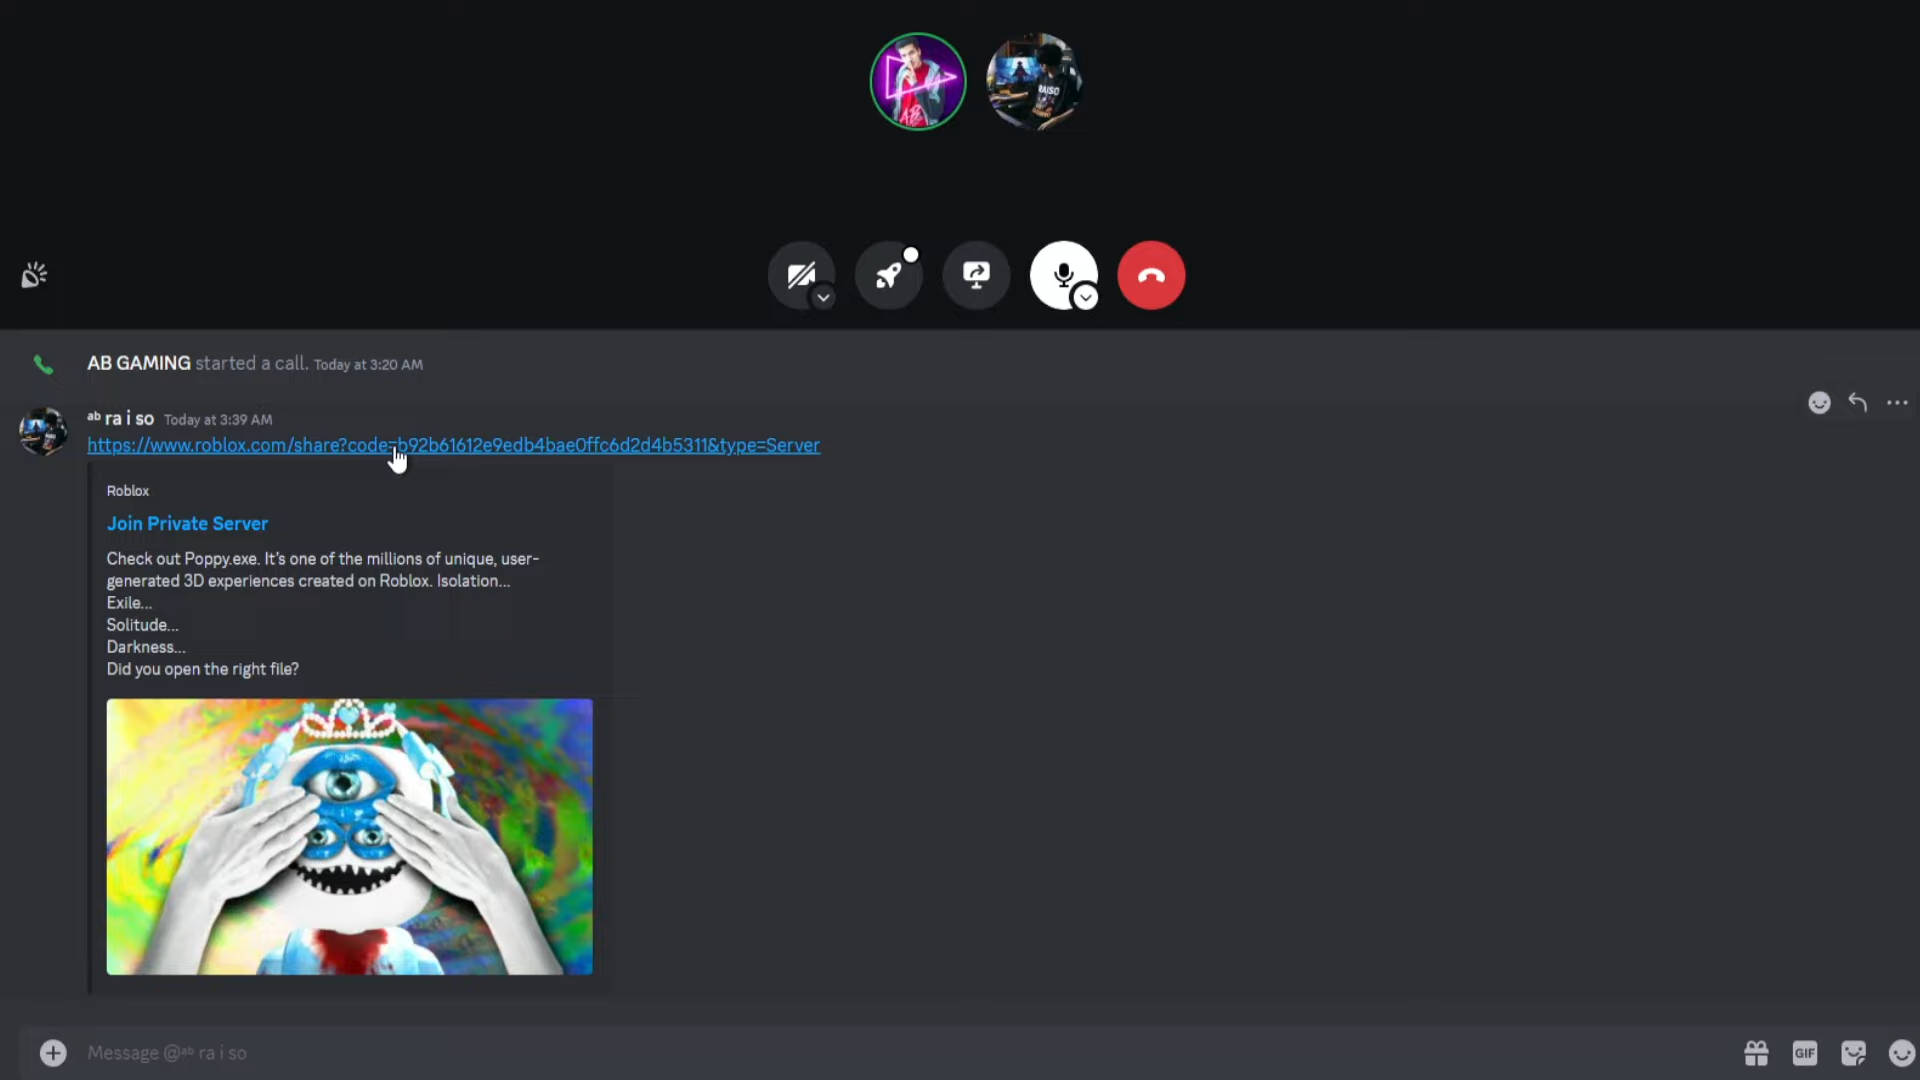 RAISO
AB GAMING started a call. Today at 3:20 AM
ab ra i so Today at 3:39 AM
https://www.roblox.com/share?code=b92b61612e9edb4bae0ffc6d2d4b5311&type=Server
Roblox
Join Private Server
Check out Poppy.exe. It's one of the millions of unique, user-
generated 3D experiences created on Roblox. Isolation...
Exile...
Solitude...
Darkness...
Did you open the right file?
Message @ab ra i so
GIF